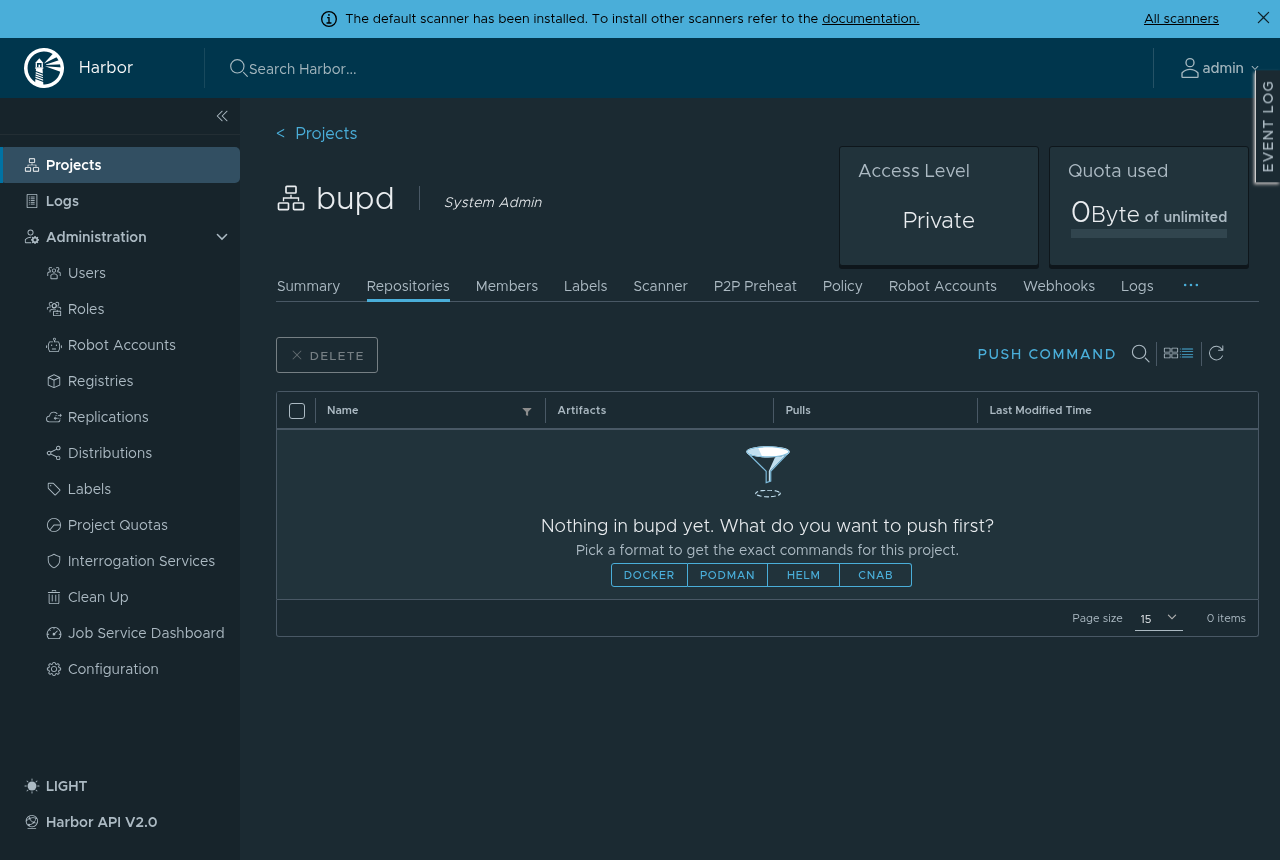 The default scanner has been installed. To install other scanners refer to the documentation.
All scanners
Harbor
Search Harbor...
admin
EVENT LOG
Projects
Logs
Administration
Users
Roles
Robot Accounts
Registries
Replications
Distributions
Labels
Project Quotas
Interrogation Services
Clean Up
Job Service Dashboard
Configuration
LIGHT
Harbor API V2.0
< Projects
bupd
System Admin
Access Level
Private
Quota used
0Byte of unlimited
Summary Repositories Members Labels Scanner P2P Preheat Policy Robot Accounts Webhooks Logs ...
DELETE
PUSH COMMAND
Name Artifacts Pulls Last Modified Time
Nothing in bupd yet. What do you want to push first?
Pick a format to get the exact commands for this project.
DOCKER PODMAN HELM CNAB
Page size 15 0 items